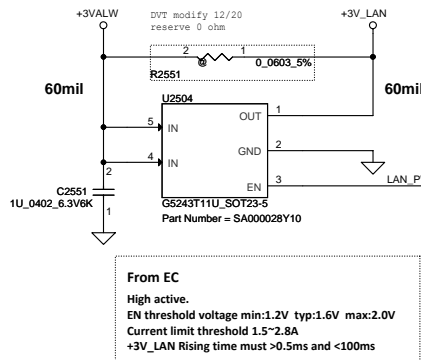 +3VALW
DVT modify 12/20
reserve 0 ohm
+3V_LAN
2
1
@
0_0603_5%
R2551
60mil
60mil
U2504
OUT
1
5
IN
GND
2
4
IN
EN
3
LAN_P
2
C2551
1U_0402_6.3V6K
1
G5243T11U_SOT23-5
Part Number = SA000028Y10
From EC
High active.
EN threshold voltage min:1.2V typ:1.6V max:2.0V
Current limit threshold 1.5~2.8A
+3V_LAN Rising time must >0.5ms and <100ms